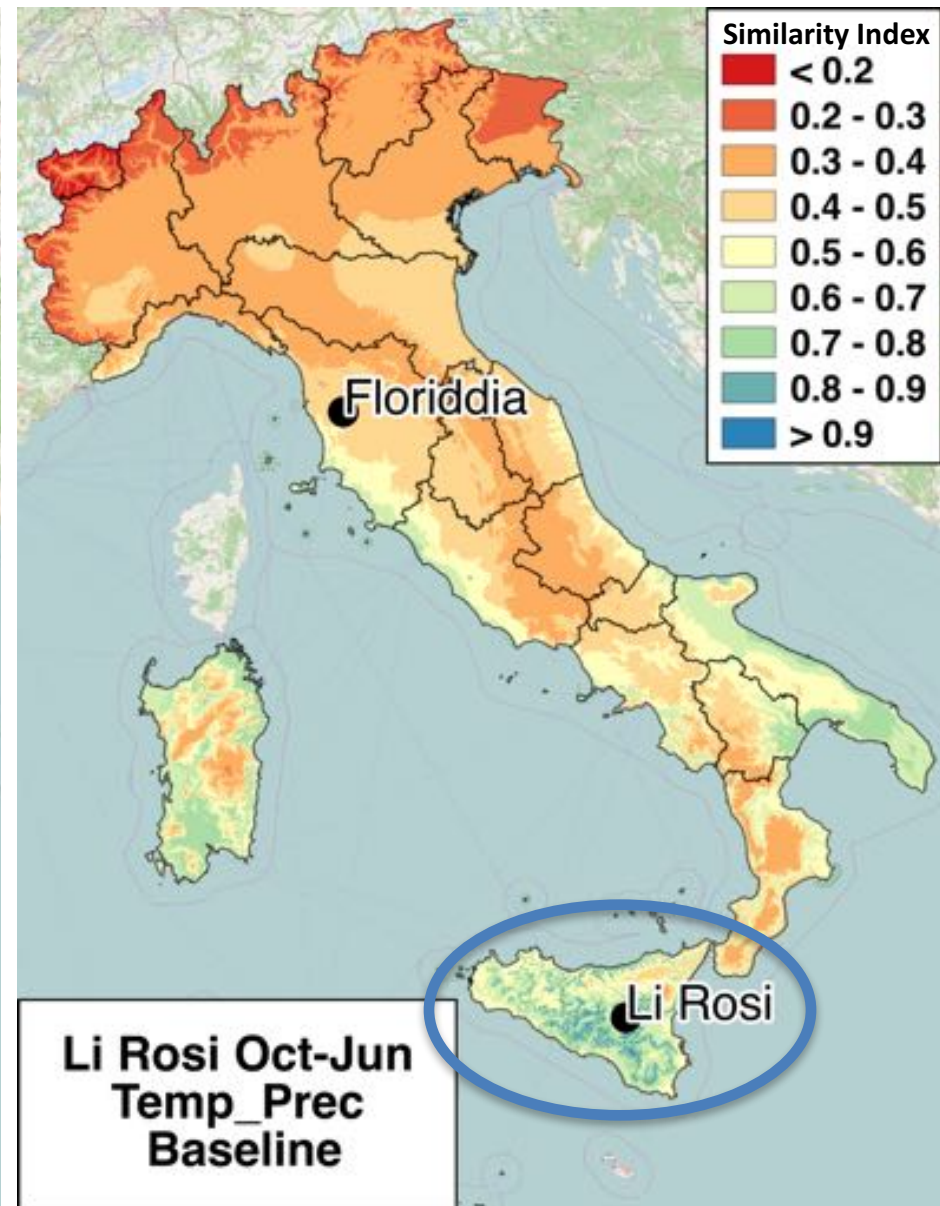 Similarity Index
< 0.2
0.2 - 0.3
0.3 - 0.4
0.4 - 0.5
0.5 - 0.6
0.6 - 0.7
0.7 - 0.8
0.8 - 0.9
> 0.9
Floriddia
Li Rosi
Li Rosi Oct-Jun
Temp_Prec
Baseline